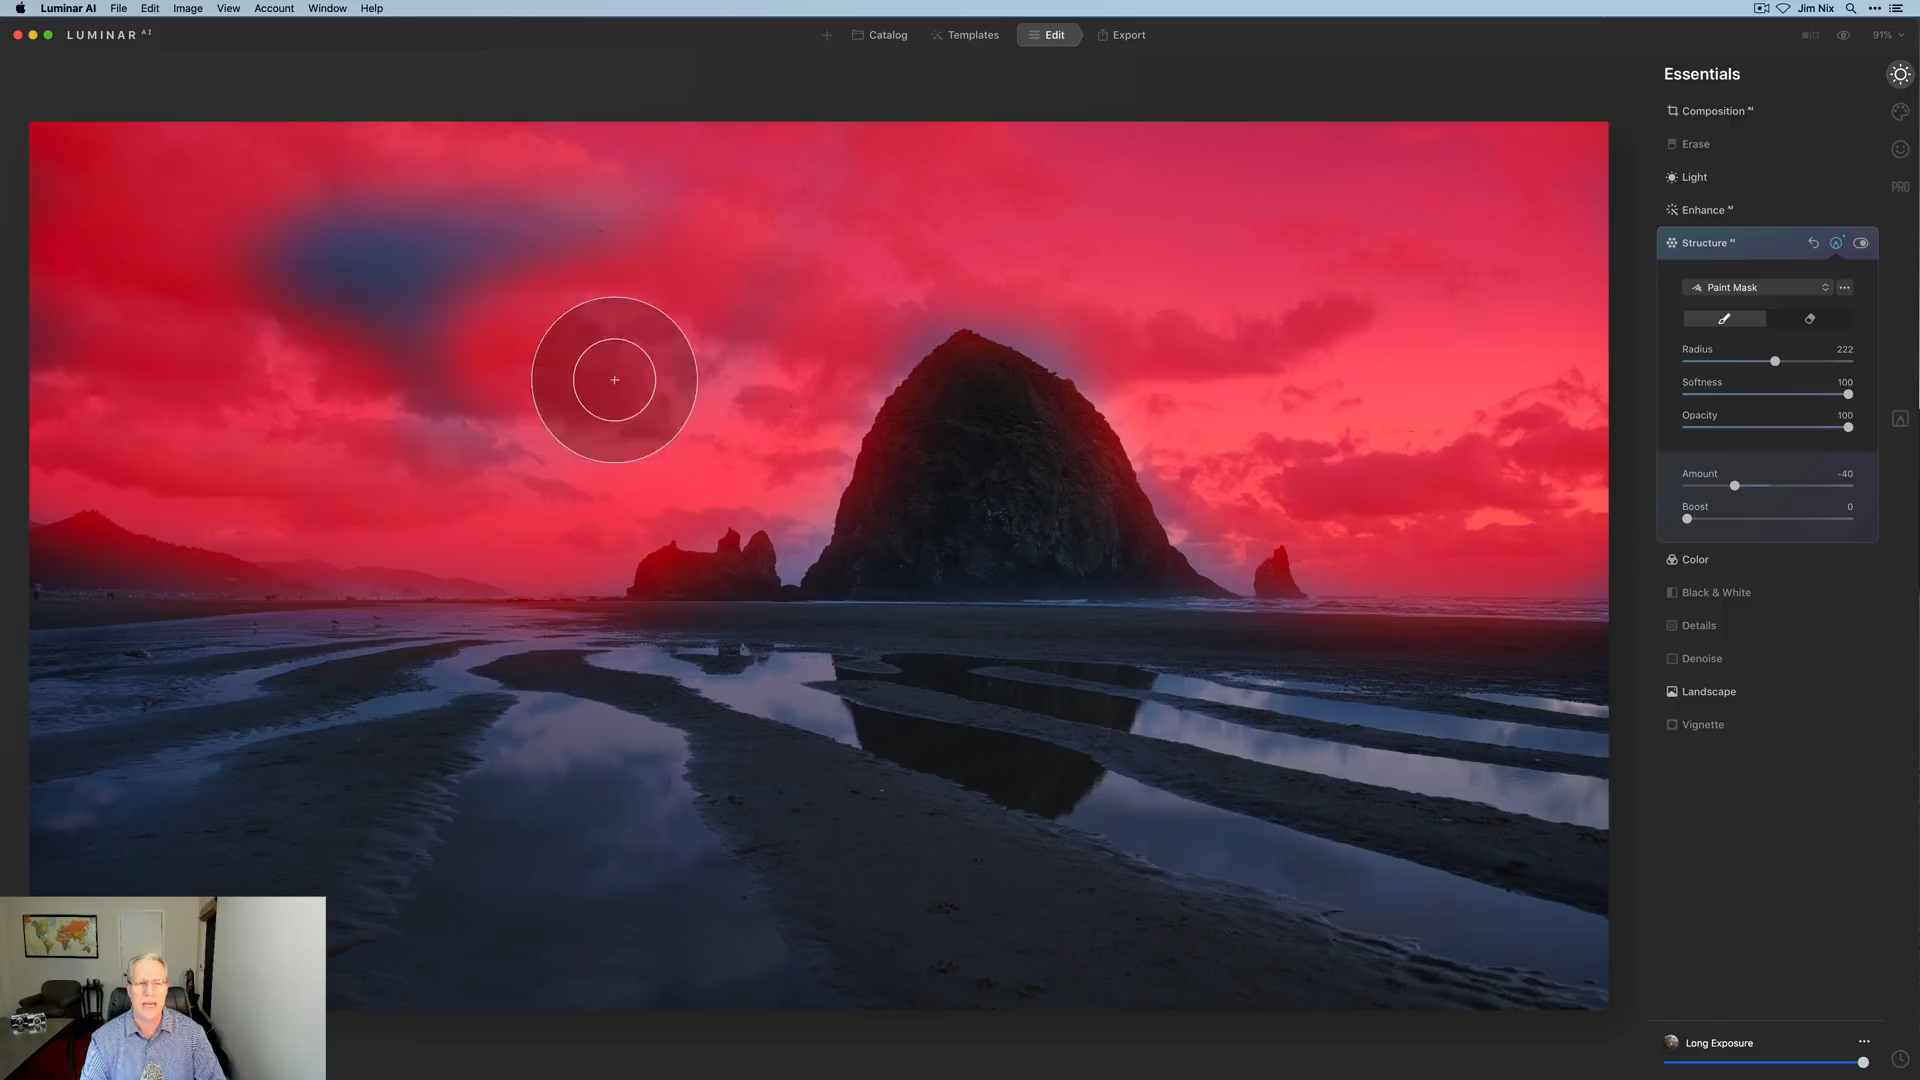 Luminar AI File Edit Image View Account Window Help Jim Nix
LUMINAR AI Catalog Templates Edit Export 91%
Essentials
Composition AI
Erase
PRO
Light
Enhance AI
Structure AI
Paint Mask
Radius 222
Softness 100
Opacity 100
Amount -40
Boost 0
Color
Black & White
Details
Denoise
Landscape
Vignette
Long Exposure